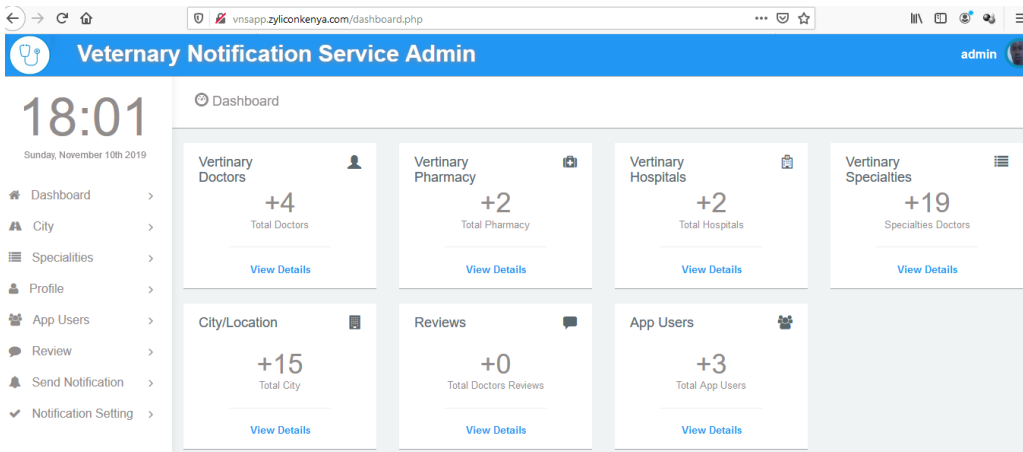 vnsapp.zyliconkenya.com/dashboard.php
Veternary Notification Service Admin
admin
18:01
Sunday, November 10th 2019
Dashboard
City
Specialities
Profile
App Users
Review
Send Notification
Notification Setting
Dashboard
Vertinary
Doctors
+4
Total Doctors
View Details
Vertinary
Pharmacy
+2
Total Pharmacy
View Details
Vertinary
Hospitals
+2
Total Hospitals
View Details
Vertinary
Specialties
+19
Specialties Doctors
View Details
City/Location
+15
Total City
View Details
Reviews
+0
Total Doctors Reviews
View Details
App Users
+3
Total App Users
View Details